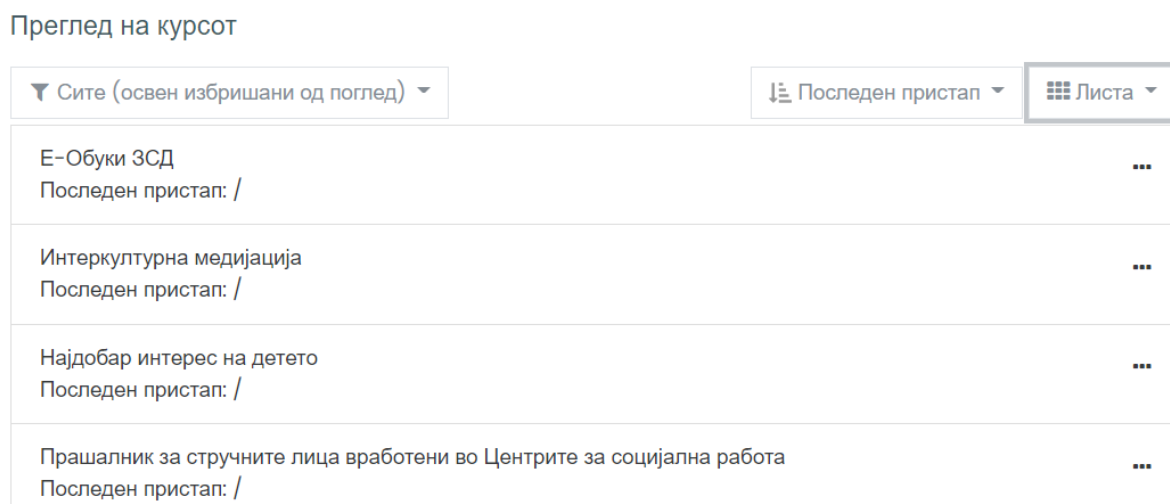 Преглед на курсот
Сите (освен избришани од поглед)
Последен пристап
Листа
Е-Обуки ЗСД
Последен пристап: /
Интеркултурна медијација
Последен пристап: /
Најдобар интерес на детето
Последен пристап: /
Прашалник за стручните лица вработени во Центрите за социјална работа
Последен пристап: /